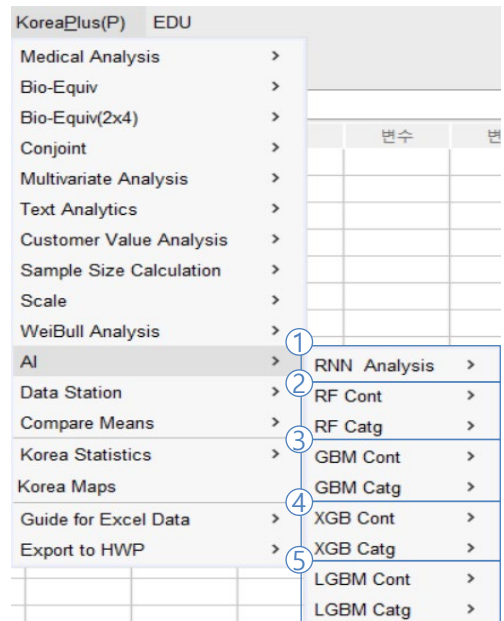 KoreaPlus(P) EDU
Medical Analysis >
Bio-Equiv >
Bio-Equiv(2x4) >
변수 변
Conjoint >
Multivariate Analysis >
Text Analytics >
Customer Value Analysis >
Sample Size Calculation >
Scale >
WeiBull Analysis >
①
AI >
RNN Analysis >
②
Data Station >
RF Cont >
Compare Means >
RF Catg >
③
Korea Statistics >
GBM Cont >
Korea Maps
GBM Catg >
④
Guide for Excel Data >
XGB Cont >
Export to HWP >
XGB Catg >
⑤
LGBM Cont >
LGBM Catg >